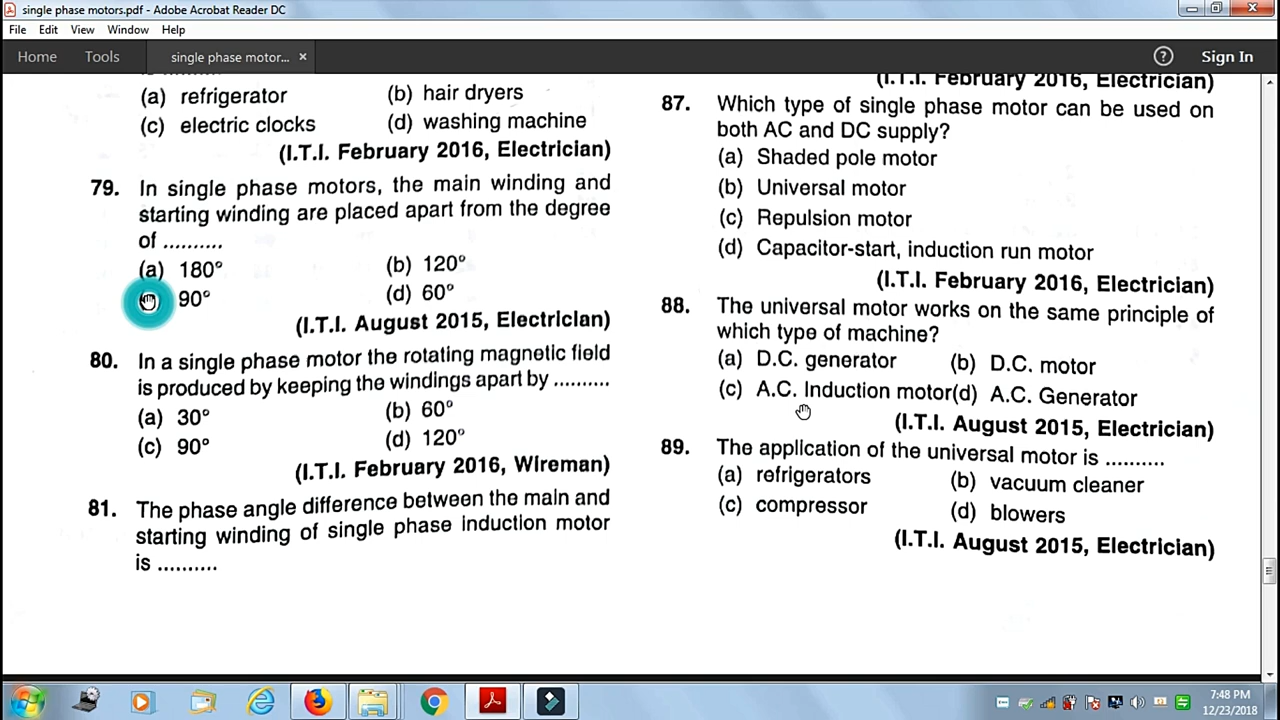 single phase motors.pdf - Adobe Acrobat Reader DC
File Edit View Window Help
Home Tools single phase motor... × ? Sign In
(a) refrigerator (b) hair dryers
(c) electric clocks (d) washing machine
(I.T.I. February 2016, Electrician)
79. In single phase motors, the main winding and
starting winding are placed apart from the degree
of ..........
(a) 180° (b) 120°
90° (d) 60°
(I.T.I. August 2015, Electrician)
80. In a single phase motor the rotating magnetic field
is produced by keeping the windings apart by ..........
(a) 30° (b) 60°
(c) 90° (d) 120°
(I.T.I. February 2016, Wireman)
81. The phase angle difference between the main and
starting winding of single phase induction motor
is ..........
(I.T.I. February 2016, Electrician)
87. Which type of single phase motor can be used on
both AC and DC supply?
(a) Shaded pole motor
(b) Universal motor
(c) Repulsion motor
(d) Capacitor-start, induction run motor
(I.T.I. February 2016, Electrician)
88. The universal motor works on the same principle of
which type of machine?
(a) D.C. generator (b) D.C. motor
(c) A.C. Induction motor(d) A.C. Generator
(I.T.I. August 2015, Electrician)
89. The application of the universal motor is ..........
(a) refrigerators (b) vacuum cleaner
(c) compressor (d) blowers
(I.T.I. August 2015, Electrician)
7:48 PM
12/23/2018